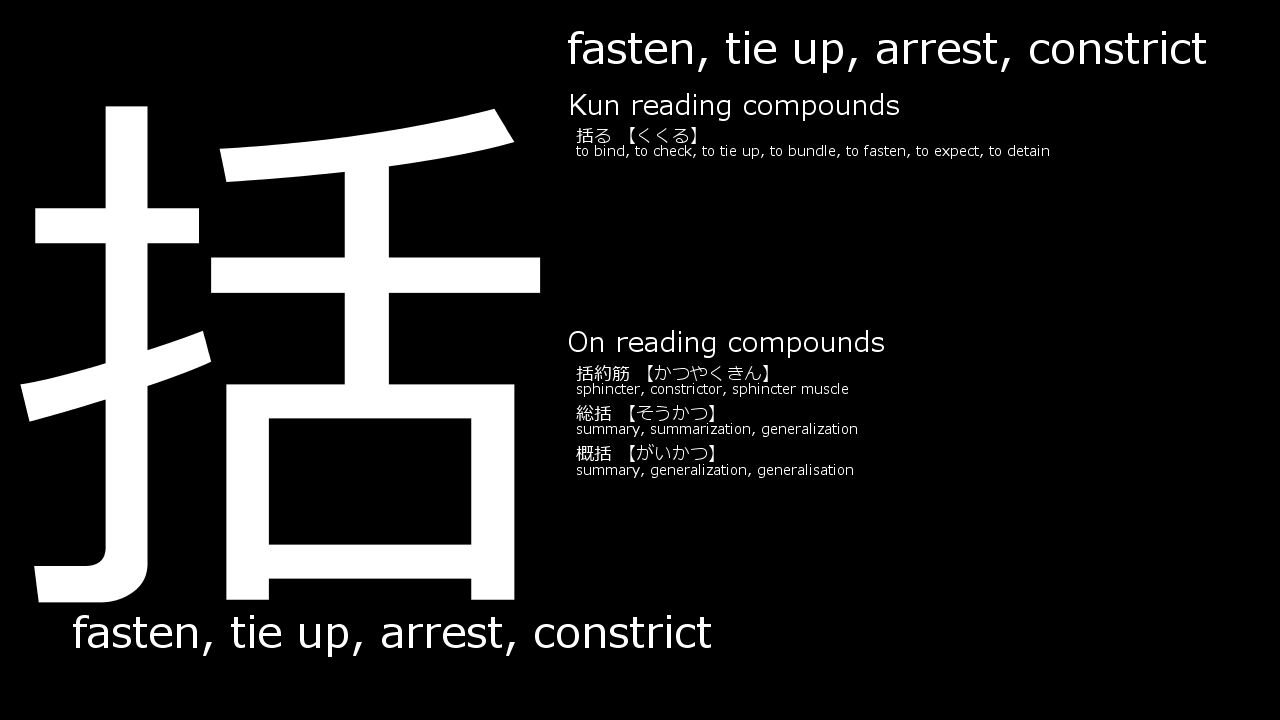 括
fasten, tie up, arrest, constrict
fasten, tie up, arrest, constrict
Kun reading compounds
括る 【くくる】
to bind, to check, to tie up, to bundle, to fasten, to expect, to detain
On reading compounds
括約筋 【かつやくきん】
sphincter, constrictor, sphincter muscle
総括 【そうかつ】
summary, summarization, generalization
概括 【がいかつ】
summary, generalization, generalisation